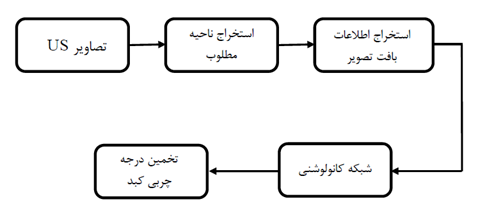 تصاویر US
استخراج ناحیه
مطلوب
استخراج اطلاعات
بافت تصویر
شبکه کانولوشنی
تخمین درجه
چربی کبد